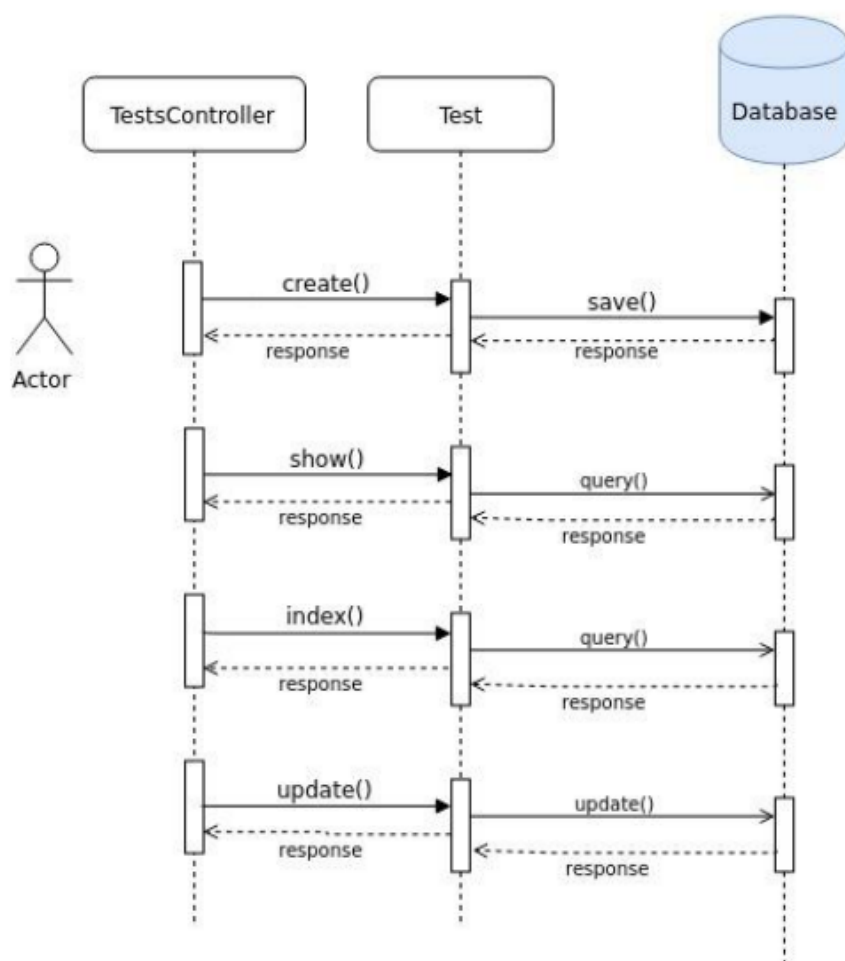 TestsController
Test
Database
Actor
create()
save()
response
response
show()
query()
response
response
index()
query()
response
response
update()
update()
response
response